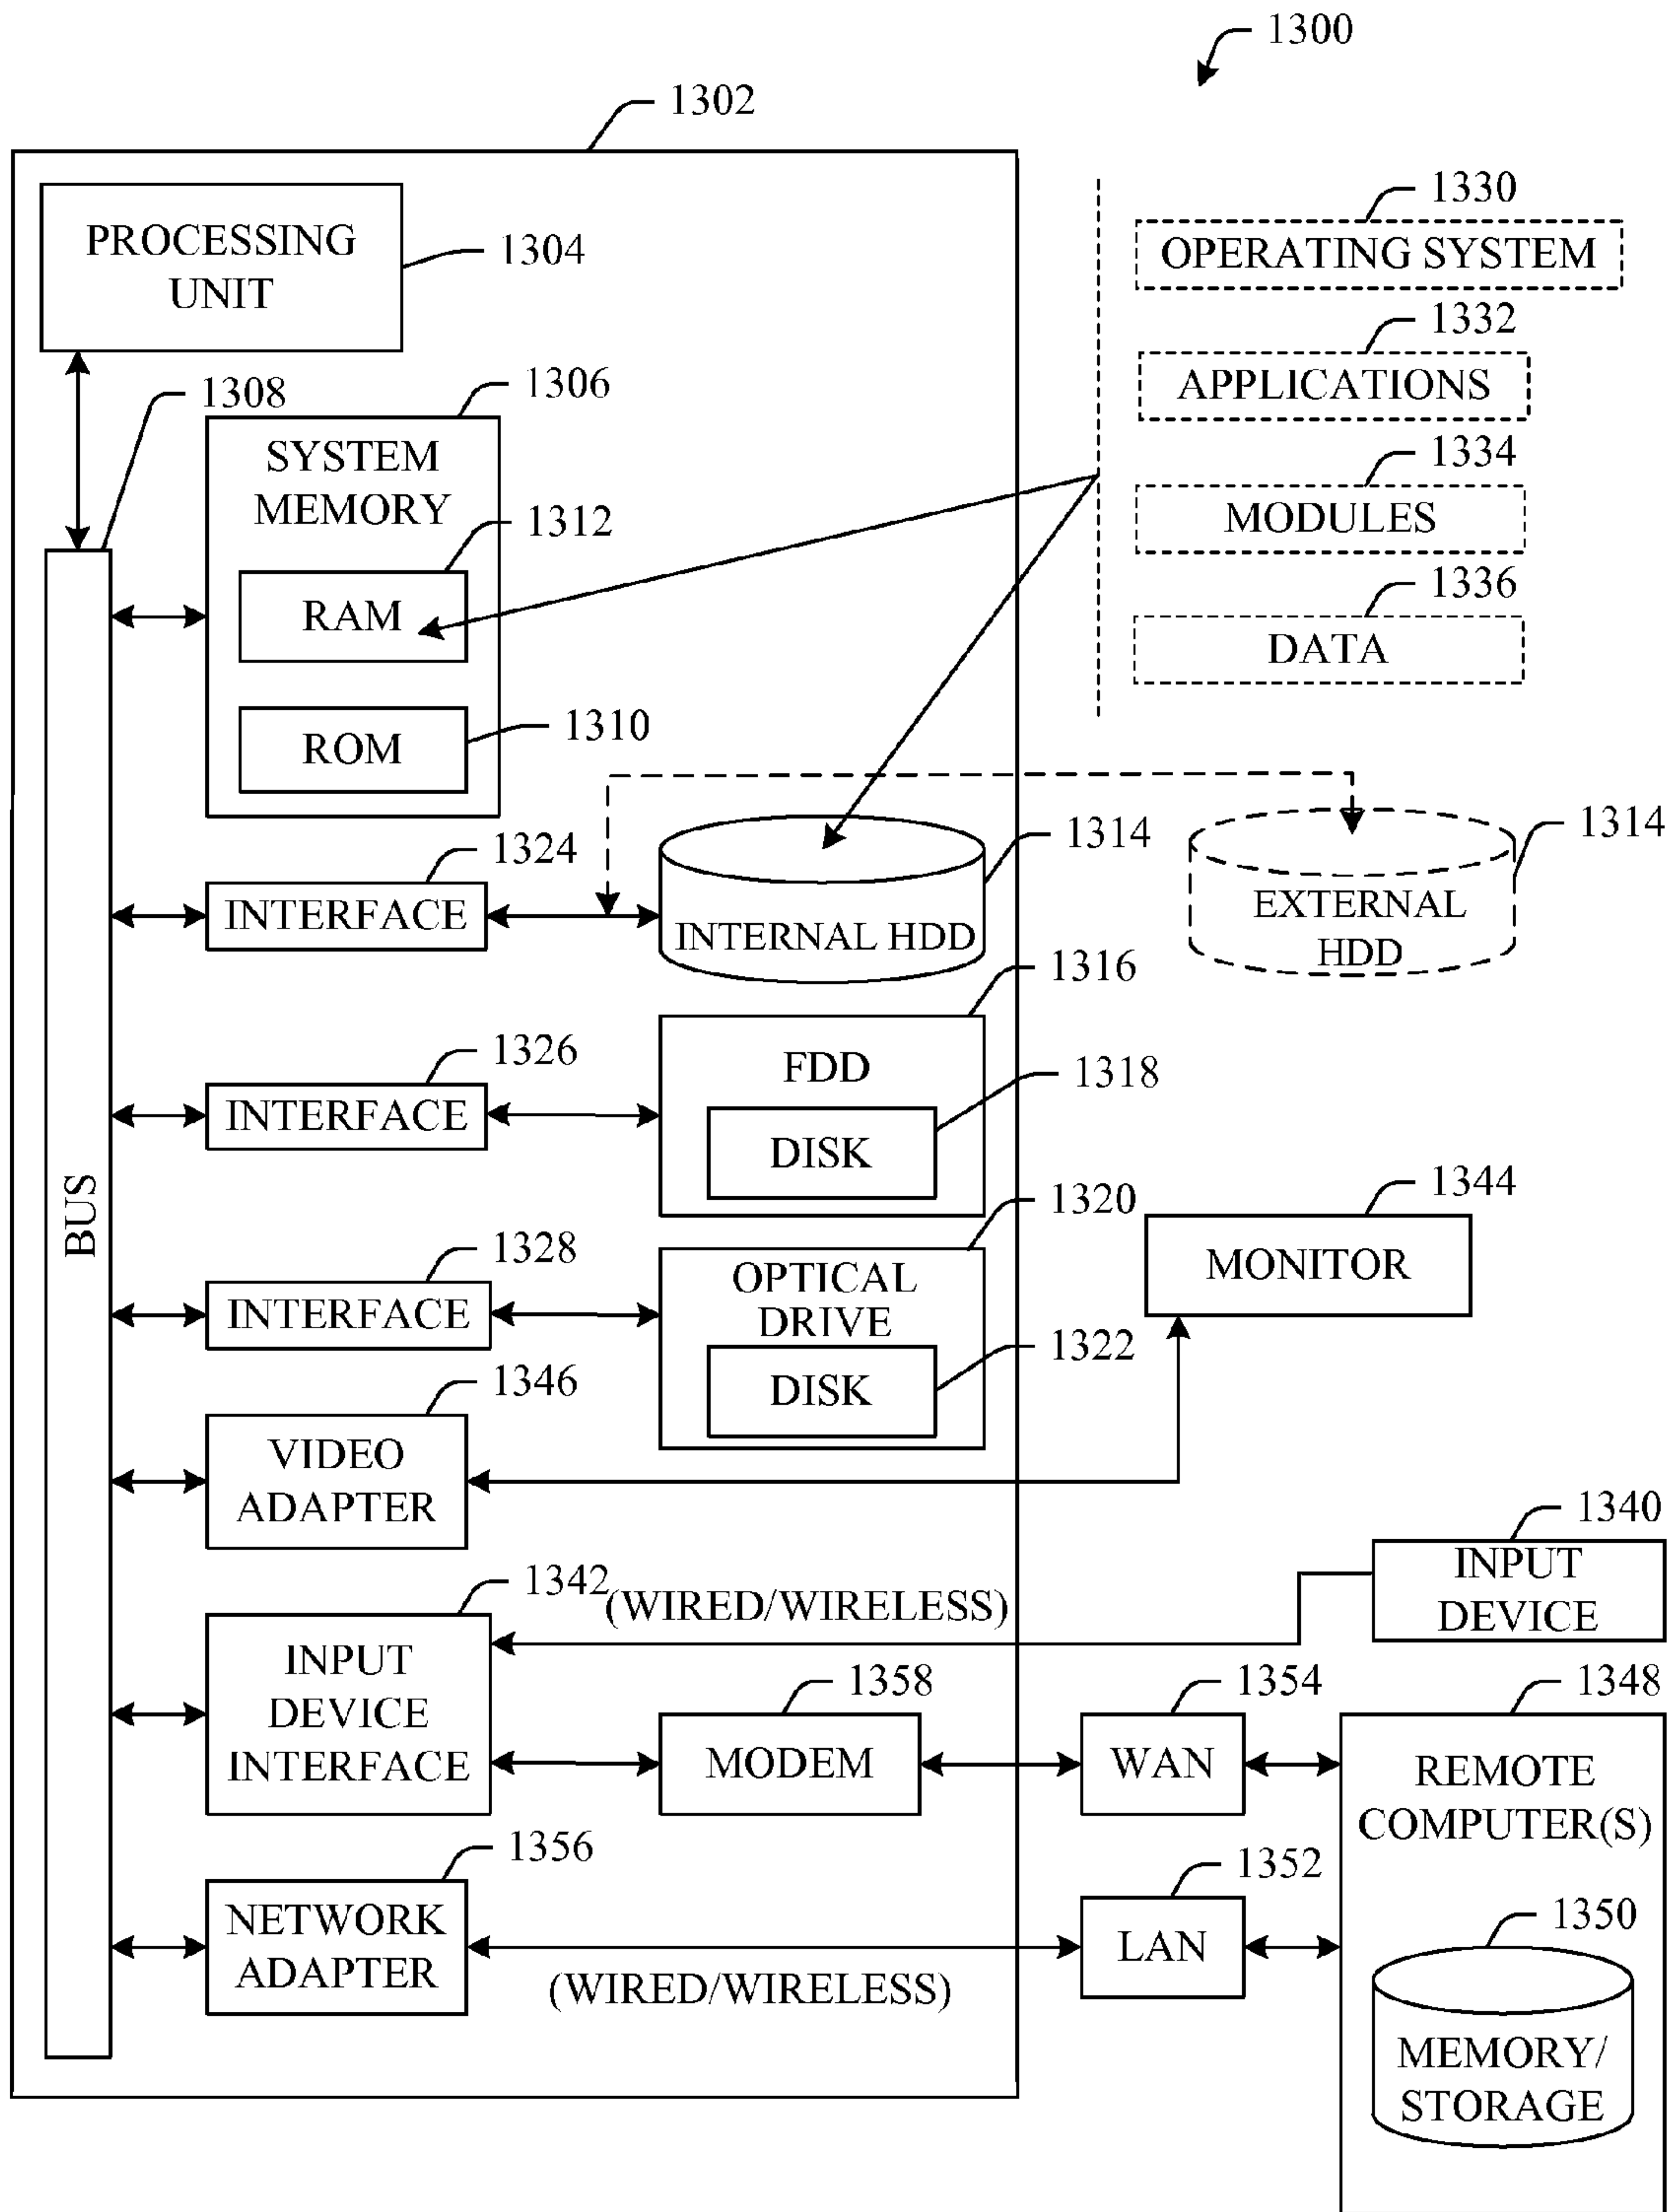 1300
1302
PROCESSING
UNIT
1304
1330
OPERATING SYSTEM
1332
APPLICATIONS
1334
MODULES
1336
DATA
1308
1306
SYSTEM
MEMORY
1312
RAM
1310
ROM
1324
INTERFACE
1314
INTERNAL HDD
1314
EXTERNAL
HDD
1316
FDD
1326
INTERFACE
1318
DISK
BUS
1320
OPTICAL
DRIVE
1328
INTERFACE
1322
DISK
1344
MONITOR
1346
VIDEO
ADAPTER
1340
INPUT
DEVICE
1342
(WIRED/WIRELESS)
INPUT
DEVICE
INTERFACE
1358
MODEM
1354
WAN
1348
REMOTE
COMPUTER(S)
1356
NETWORK
ADAPTER
(WIRED/WIRELESS)
1352
LAN
1350
MEMORY/
STORAGE